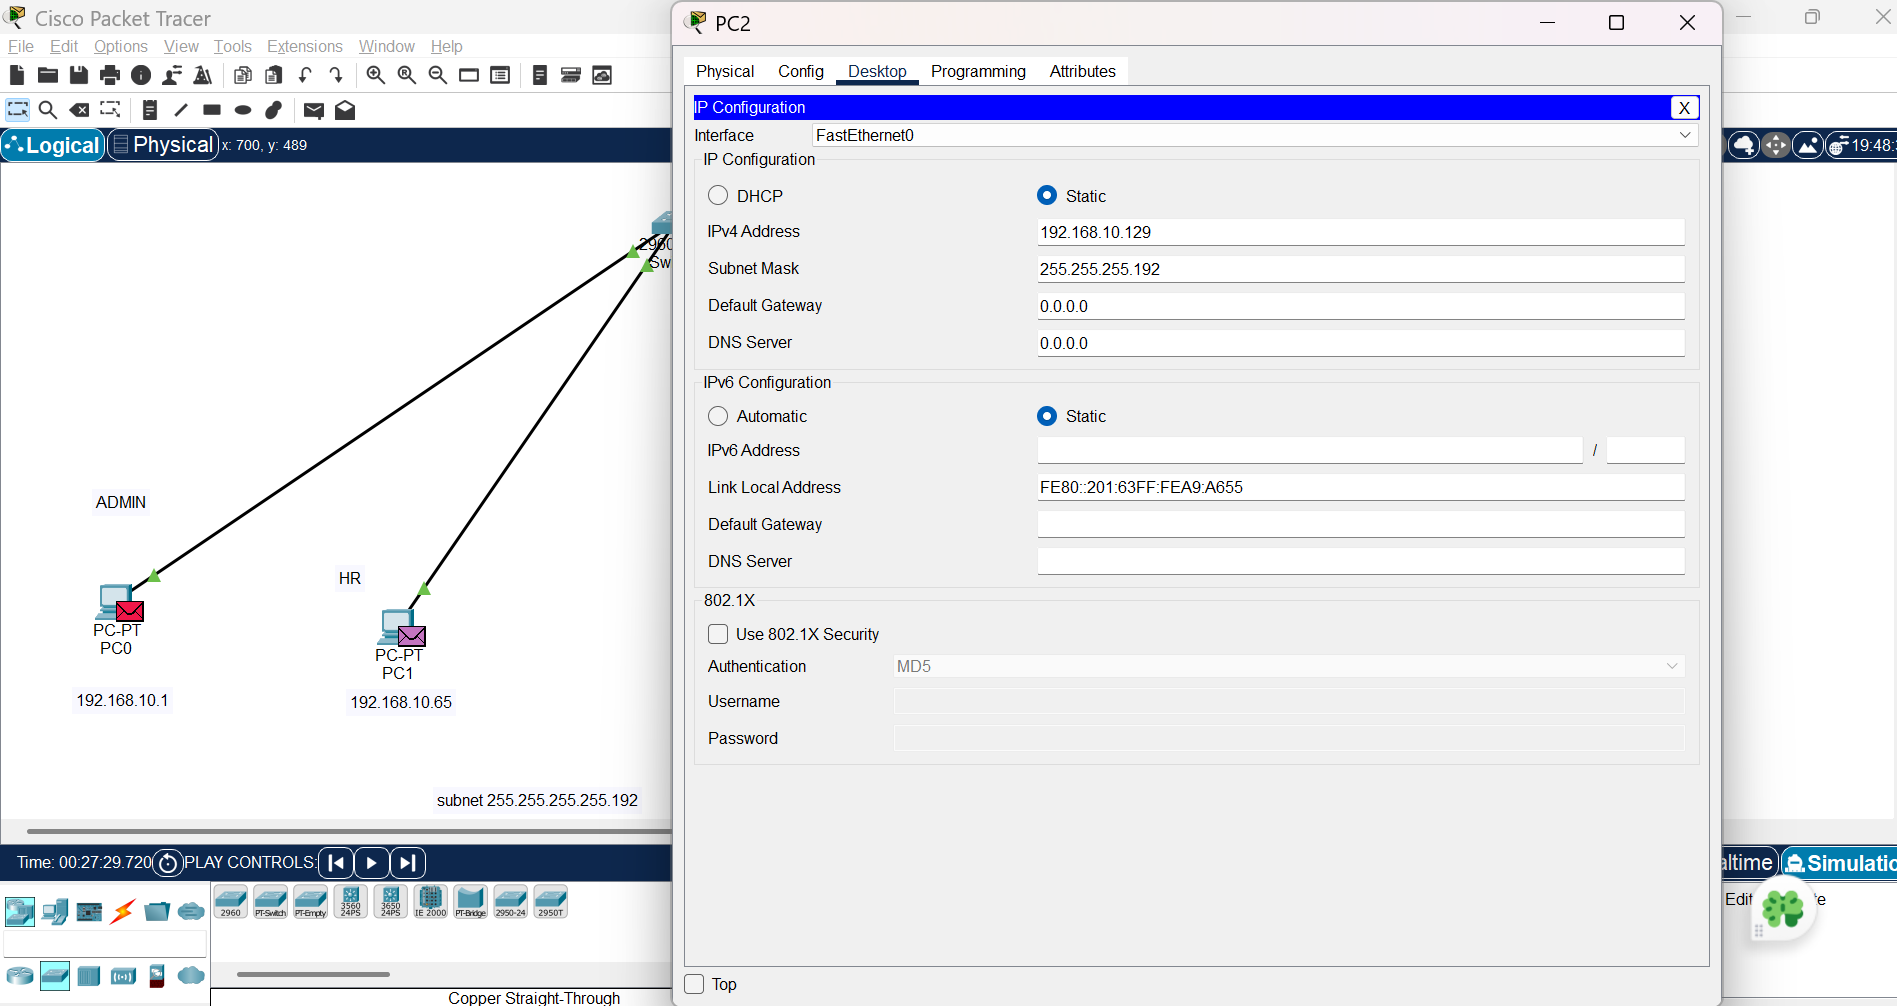 Cisco Packet Tracer
File Edit Options View Tools Extensions Window Help
Logical Physical x: 700, y: 489
2960
Sw
ADMIN
PC-PT
PC0
192.168.10.1
HR
PC-PT
PC1
192.168.10.65
subnet 255.255.255.255.192
Time: 00:27:29.720 PLAY CONTROLS:
2960 PT-Switch PT-Empty 3560 24PS 3650 24PS IE 2000 PT-Bridge 2950-24 2950T
Copper Straight-Through
PC2
Physical Config Desktop Programming Attributes
IP Configuration X
Interface FastEthernet0
IP Configuration
DHCP Static
IPv4 Address 192.168.10.129
Subnet Mask 255.255.255.192
Default Gateway 0.0.0.0
DNS Server 0.0.0.0
IPv6 Configuration
Automatic Static
IPv6 Address /
Link Local Address FE80::201:63FF:FEA9:A655
Default Gateway
DNS Server
802.1X
Use 802.1X Security
Authentication MD5
Username
Password
Top
19:48:
altime Simulatio
Edit